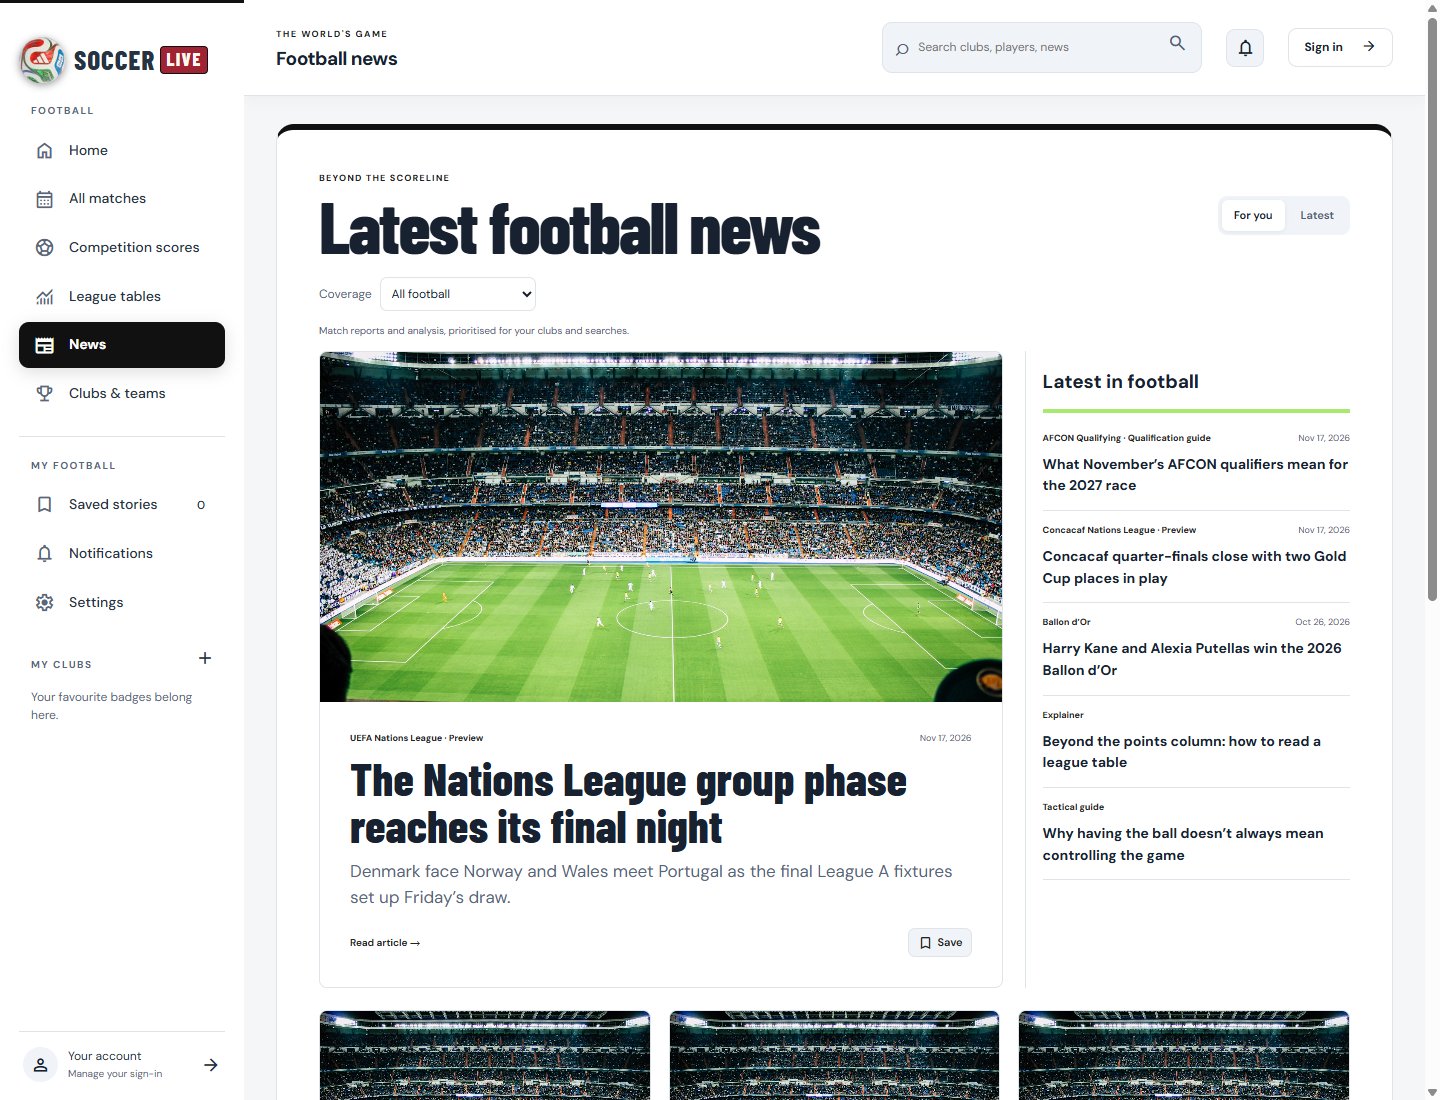 SOCCER LIVE
FOOTBALL
Home
All matches
Competition scores
League tables
News
Clubs & teams
MY FOOTBALL
Saved stories 0
Notifications
Settings
MY CLUBS +
Your favourite badges belong
here.
Your account
Manage your sign-in
THE WORLD'S GAME
Football news
Search clubs, players, news
Sign in →
BEYOND THE SCORELINE
Latest football news
For you Latest
Coverage All football
Match reports and analysis, prioritised for your clubs and searches.
UEFA Nations League · Preview Nov 17, 2026
The Nations League group phase
reaches its final night
Denmark face Norway and Wales meet Portugal as the final League A fixtures
set up Friday’s draw.
Read article → Save
Latest in football
AFCON Qualifying · Qualification guide Nov 17, 2026
What November’s AFCON qualifiers mean for
the 2027 race
Concacaf Nations League · Preview Nov 17, 2026
Concacaf quarter-finals close with two Gold
Cup places in play
Ballon d’Or Oct 26, 2026
Harry Kane and Alexia Putellas win the 2026
Ballon d’Or
Explainer
Beyond the points column: how to read a
league table
Tactical guide
Why having the ball doesn’t always mean
controlling the game